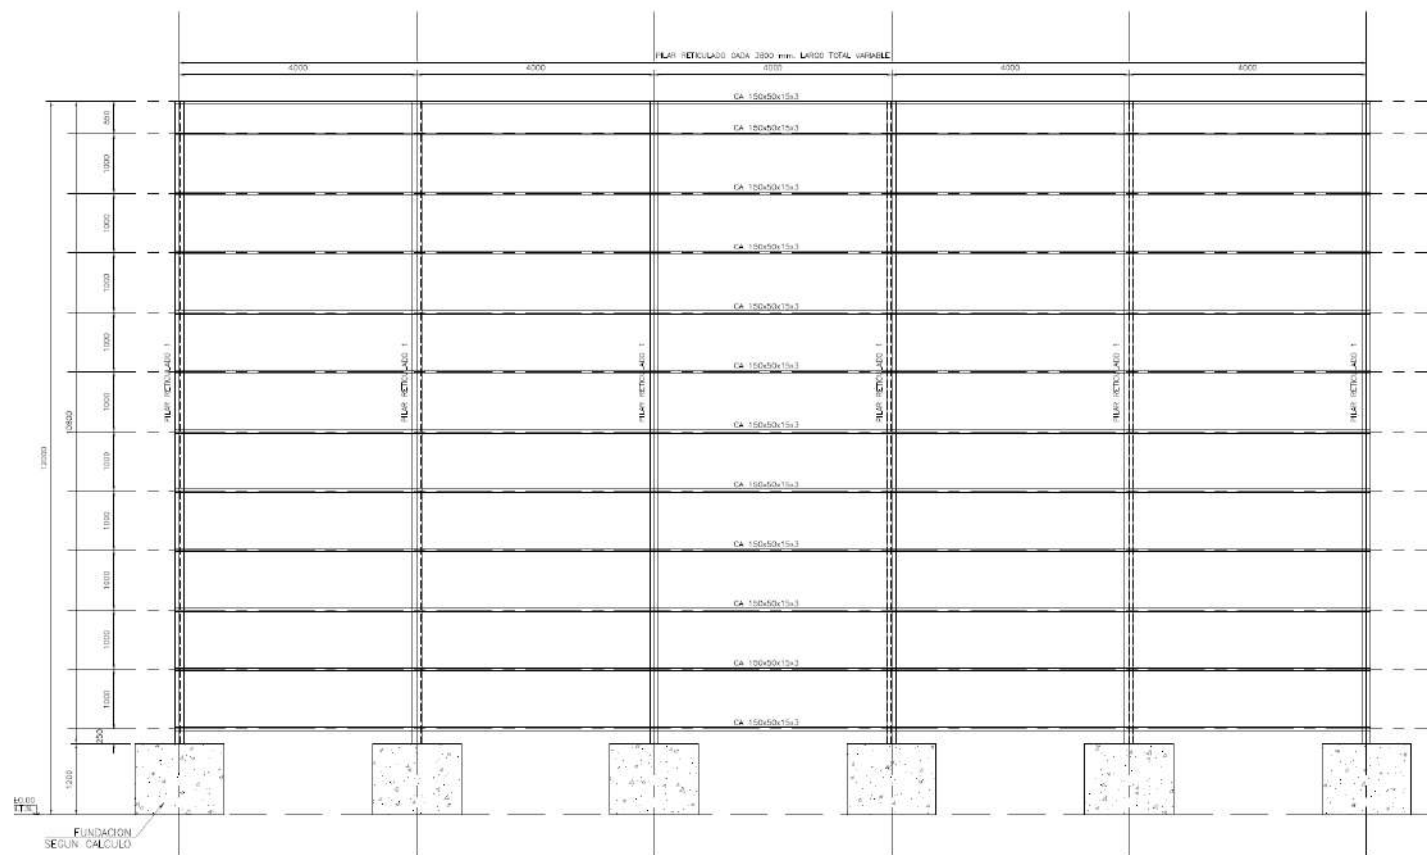 PILAR RETICULADO CADA 3800 mm. LARGO TOTAL VARIABLE
4000 4000 4000 4000 4000
CA 150x50x15x3
550
CA 150x50x15x3
1000
CA 150x50x15x3
1000
CA 150x50x15x3
1000
CA 150x50x15x3
1000
PILAR RETICULADO 1 PILAR RETICULADO 1 PILAR RETICULADO 1 PILAR RETICULADO 1 PILAR RETICULADO 1 PILAR RETICULADO 1
CA 150x50x15x3
1000
CA 150x50x15x3
12000
1000
CA 150x50x15x3
1000
CA 150x50x15x3
1000
CA 150x50x15x3
1000
CA 150x50x15x3
1000
CA 150x50x15x3
250
1200
±0.00
FUNDACION
SEGUN CALCULO